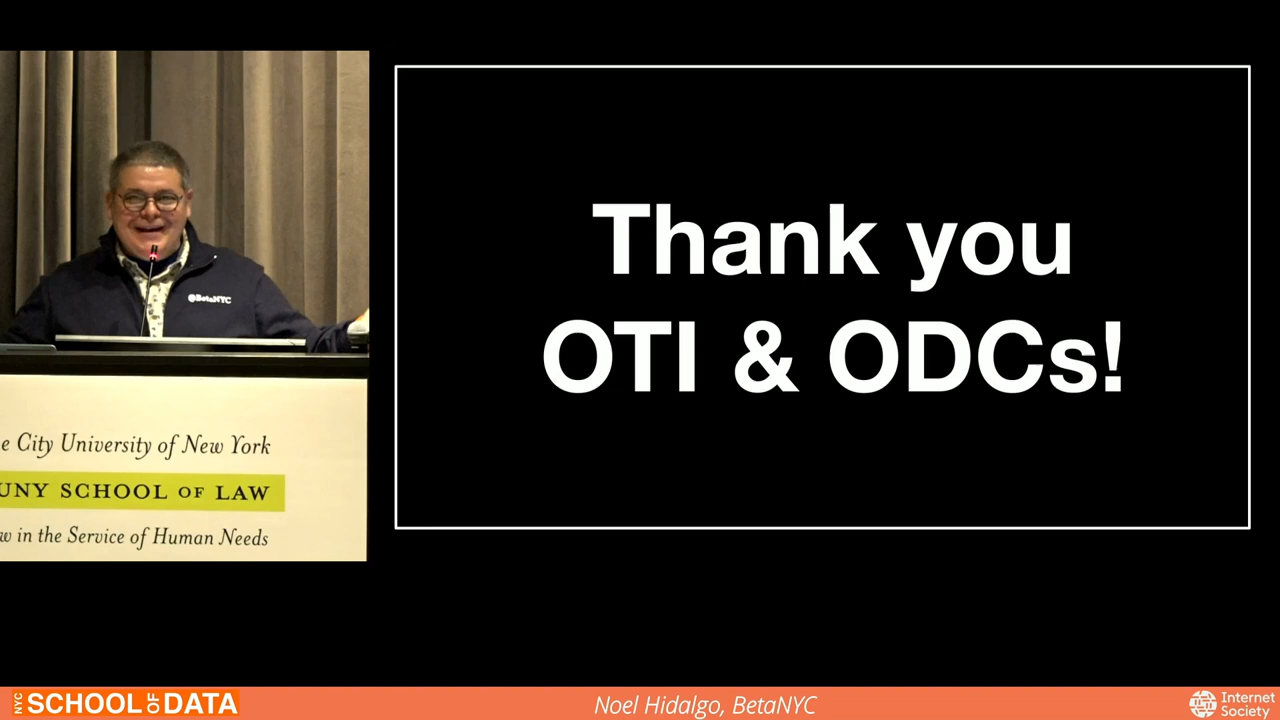 Thank you
OTI & ODCs!
@BetaNYC
e City University of New York
UNY SCHOOL OF LAW
w in the Service of Human Needs
NYC SCHOOL OF DATA
Noel Hidalgo, BetaNYC
Internet
Society